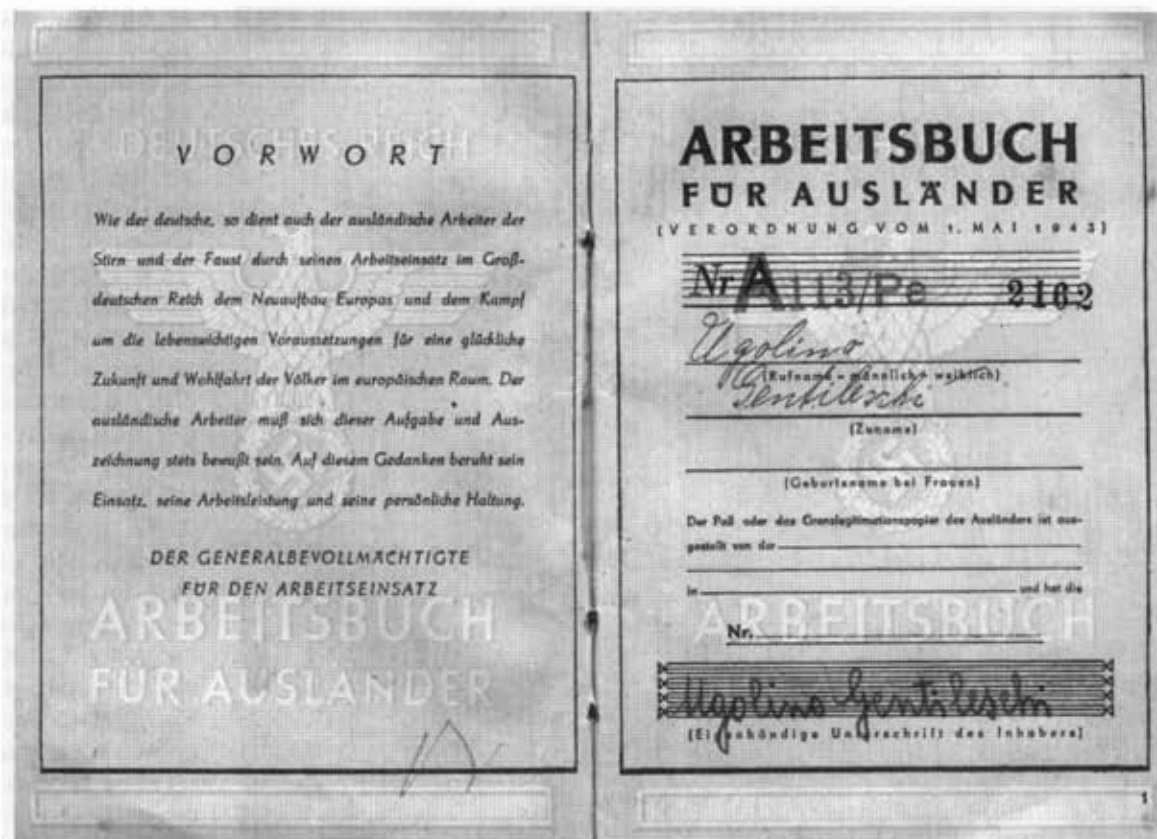 DEUTSCHES REICH
VORWORT
Wie der deutsche, so dient auch der ausländische Arbeiter der
Stirn und der Faust durch seinen Arbeitseinsatz im Groß-
deutschen Reich dem Neuaufbau Europas und dem Kampf
um die lebenswichtigen Voraussetzungen für eine glückliche
Zukunft und Wohlfahrt der Völker im europäischen Raum. Der
ausländische Arbeiter muß sich dieser Aufgabe und Aus-
zeichnung stets bewußt sein. Auf diesem Gedanken beruht sein
Einsatz, seine Arbeitsleistung und seine persönliche Haltung.
DER GENERALBEVOLLMÄCHTIGTE
FÜR DEN ARBEITSEINSATZ
ARBEITSBUCH
FÜR AUSLÄNDER
ARBEITSBUCH
FÜR AUSLÄNDER
(VERORDNUNG VOM 1. MAI 1943)
Nr A 113/Pe 2162
Ugolino
(Rufname - männlich - weiblich)
Gentileschi
(Zuname)
(Geburtsname bei Frauen)
Der Paß oder das Grenzlegitimationspapier des Ausländers ist aus-
gestellt von der
in und hat die
ARBEITSBUCH
Nr.
Ugolino Gentileschi
(Eigenhändige Unterschrift des Inhabers)
1